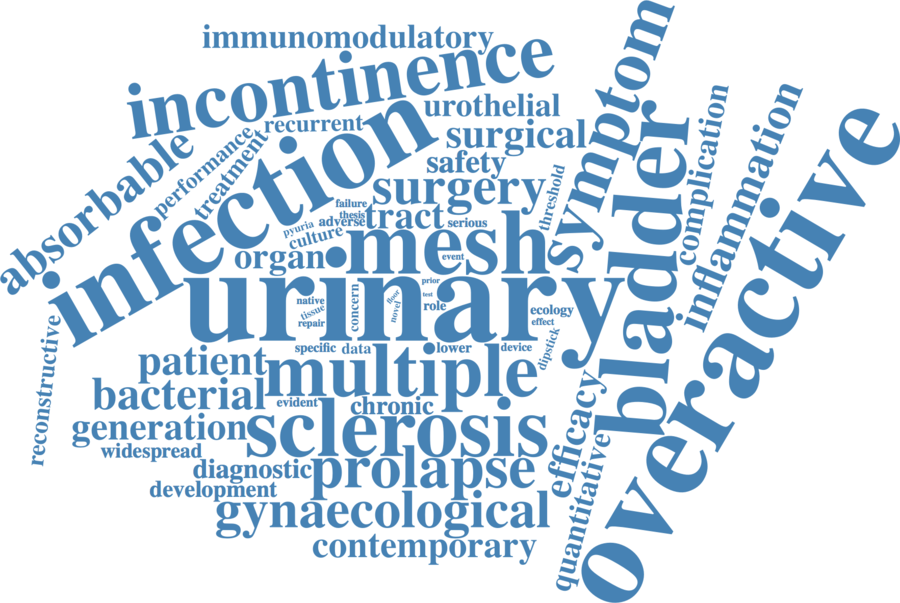 immunomodulatory
incontinence
symptom
urothelial
recurrent
surgical
performance
treatment
absorbable
infection
safety
surgery
complication
inflammation
overactive
bladder
threshold
failure
thesis
adverse
tract
serious
pyuria
culture
organ
mesh
event
urinary
prior
test
role
native
tissue
repair
concern
floor
novel
ecology
effect
dipstick
specific
data
lower
device
reconstructive
patient
multiple
bacterial
evident
chronic
efficacy
generation
sclerosis
widespread
quantitative
diagnostic
prolapse
development
gynaecological
contemporary